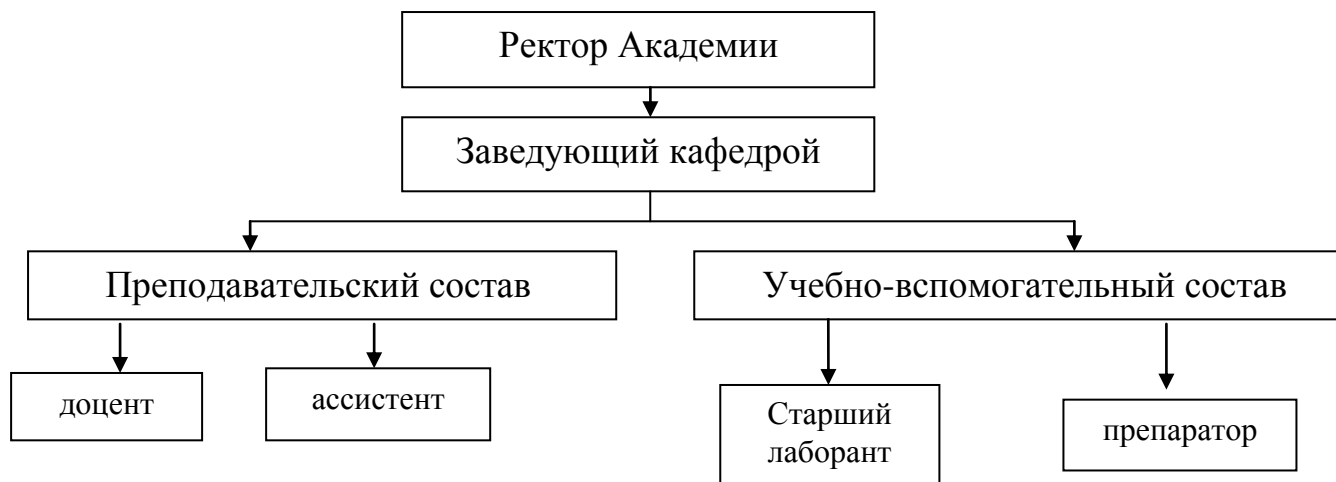 Ректор Академии
Заведующий кафедрой
Преподавательский состав
Учебно-вспомогательный состав
доцент
ассистент
Старший
лаборант
препаратор